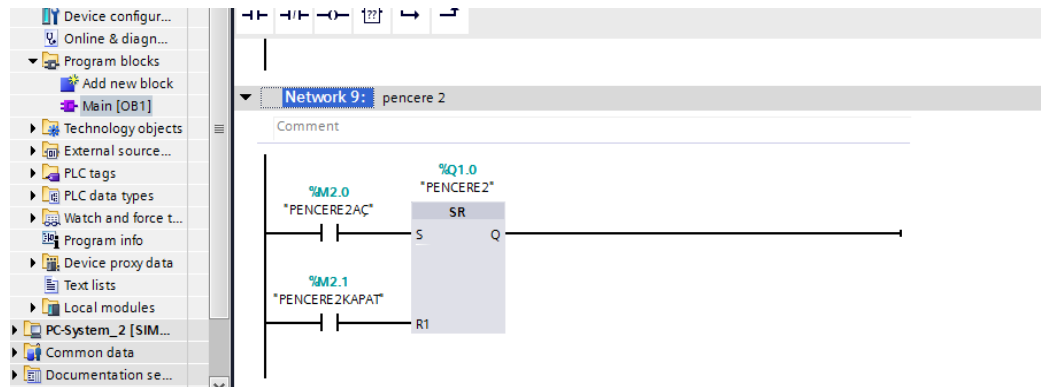 Device configur...
Online & diagn...
Program blocks
Add new block
Main [OB1]
Technology objects
External source...
PLC tags
PLC data types
Watch and force t...
Program info
Device proxy data
Text lists
Local modules
PC-System_2 [SIM...
Common data
Documentation se...
??
Network 9: pencere 2
Comment
%Q1.0
"PENCERE2"
%M2.0
"PENCERE2AÇ"
SR
S Q
%M2.1
"PENCERE2KAPAT"
R1